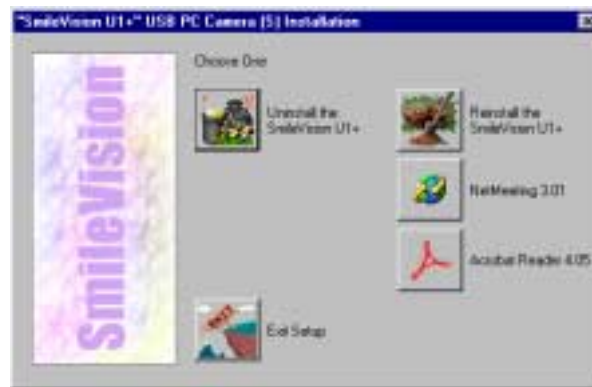 "SmileVision U1+" USB PC Camera (S) Installation
SmileVision
Choose One
Uninstall the
SmileVision U1+
Reinstall the
SmileVision U1+
NetMeeting 3.01
Acrobat Reader 4.05
EXIT
Exit Setup